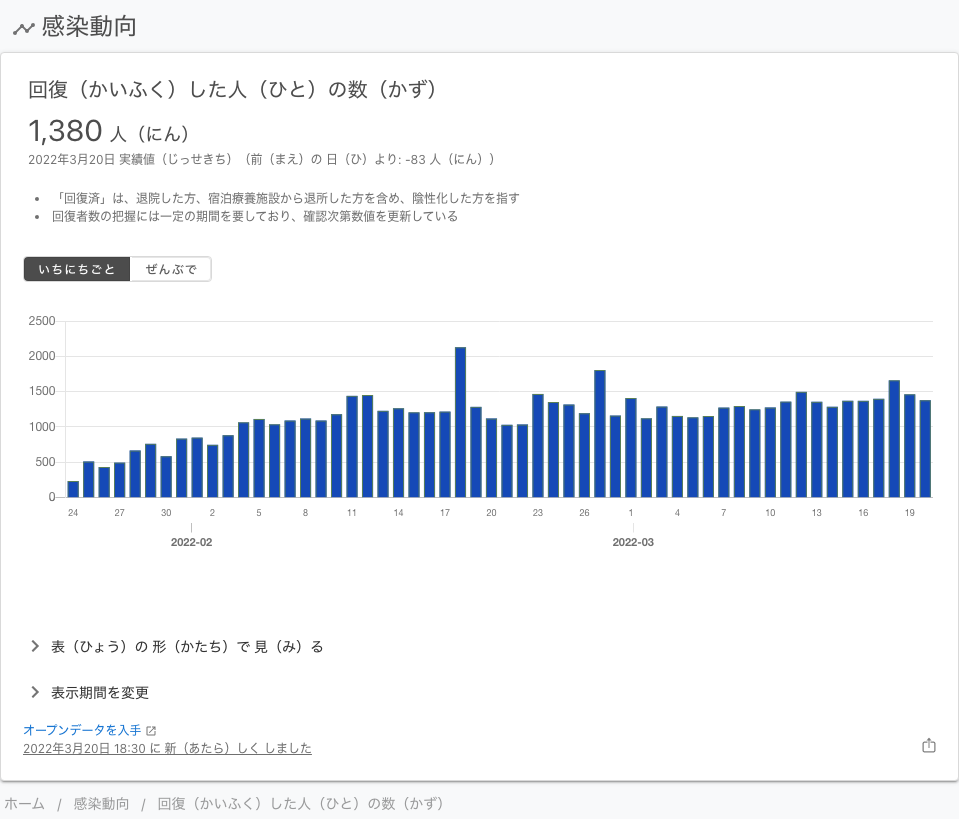 感染動向
回復（かいふく）した人（ひと）の数（かず）
1,380 人（にん）
2022年3月20日 実績値（じっせきち）（前（まえ）の 日（ひ）より: -83 人（にん））
• 「回復済」は、退院した方、宿泊療養施設から退所した方を含め、陰性化した方を指す
• 回復者数の把握には一定の期間を要しており、確認次第数値を更新している
いちにちごと ぜんぶで
2500
2000
1500
1000
500
0
24 27 30 2 5 8 11 14 17 20 23 26 1 4 7 10 13 16 19
2022-02 2022-03
表（ひょう）の 形（かたち）で 見（み）る
表示期間を変更
オープンデータを入手
2022年3月20日 18:30 に 新（あたら）しく しました
ホーム / 感染動向 / 回復（かいふく）した人（ひと）の数（かず）